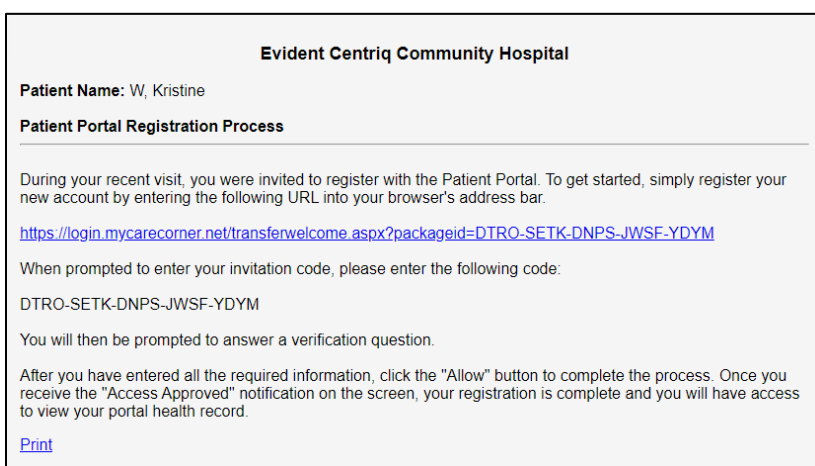 Evident Centriq Community Hospital
Patient Name: W, Kristine
Patient Portal Registration Process
During your recent visit, you were invited to register with the Patient Portal. To get started, simply register your
new account by entering the following URL into your browser's address bar.
https://login.mycarecorner.net/transferwelcome.aspx?packageid=DTRO-SETK-DNPS-JWSF-YDYM
When prompted to enter your invitation code, please enter the following code:
DTRO-SETK-DNPS-JWSF-YDYM
You will then be prompted to answer a verification question.
After you have entered all the required information, click the "Allow" button to complete the process. Once you
receive the "Access Approved" notification on the screen, your registration is complete and you will have access
to view your portal health record.
Print